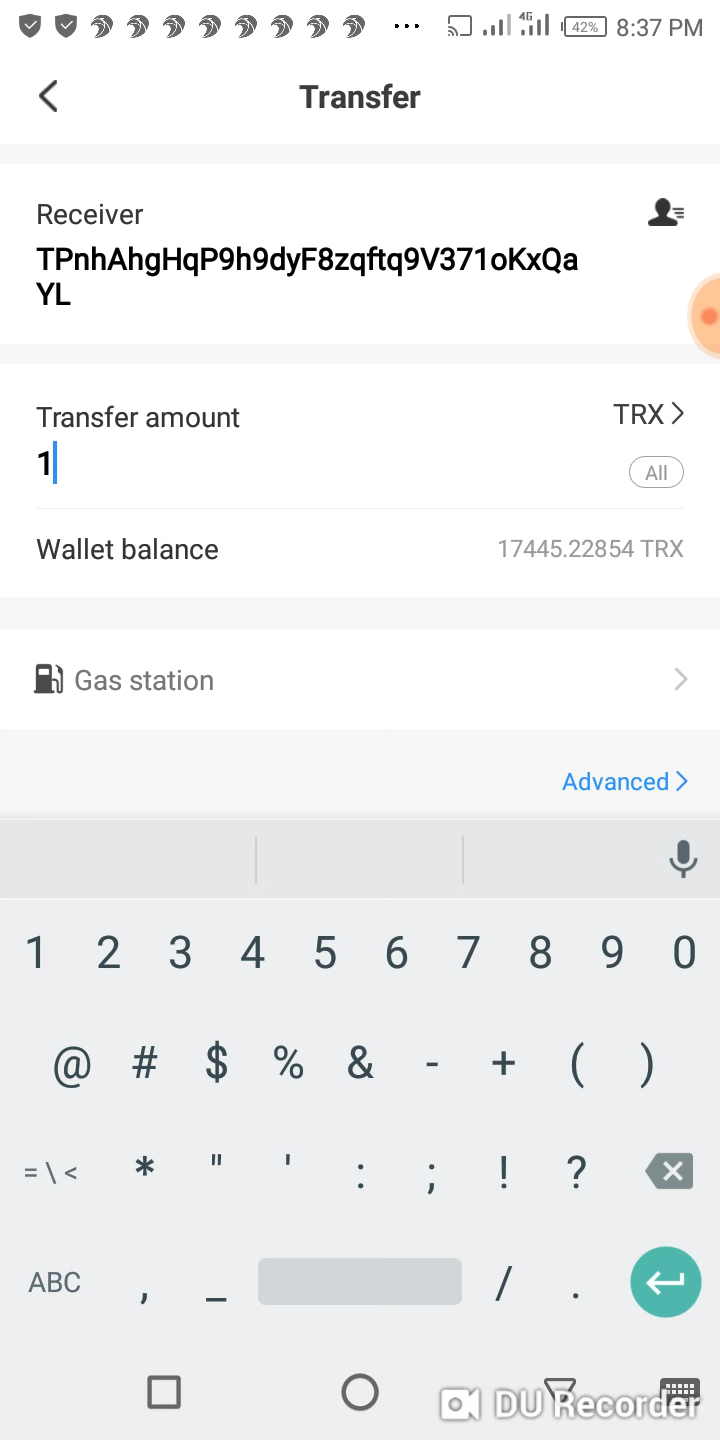 4G 42% 8:37 PM
Transfer
Receiver
TPnhAhgHqP9h9dyF8zqftq9V371oKxQa
YL
Transfer amount TRX
1
All
Wallet balance 17445.22854 TRX
Gas station
Advanced
1 2 3 4 5 6 7 8 9 0
@ # $ % & - + ( )
= \ < * " ' : ; ! ?
ABC , _ / .
DU Recorder